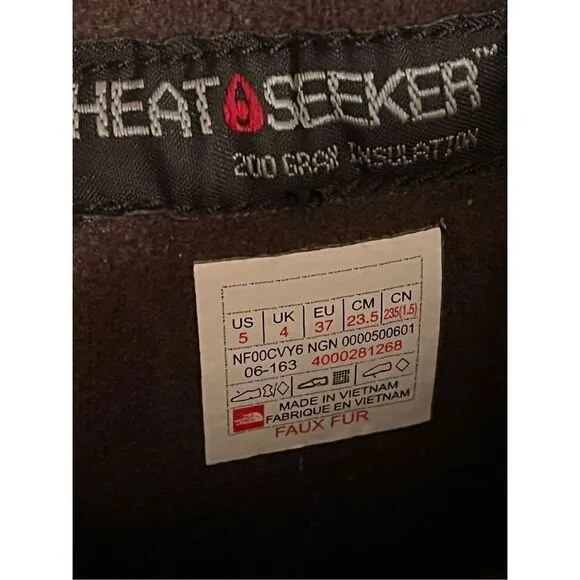 HEAT SEEKER™
200 GRAM INSULATION
US UK EU CM CN
5 4 37 23.5 235(1.5)
NF00CVY6 NGN 0000500601
06-163 4000281268
MADE IN VIETNAM
FABRIQUE EN VIETNAM
FAUX FUR